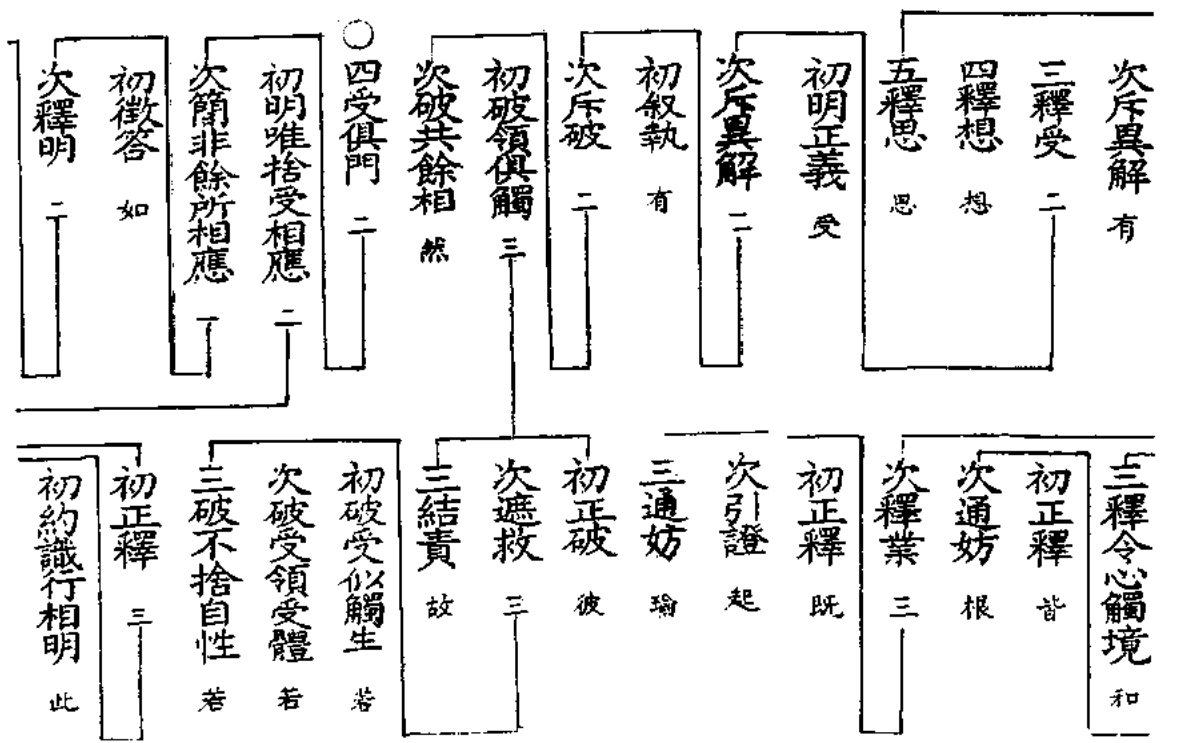 次斥異解 有
三釋受 二
四釋想 想
五釋思 思
初明正義 受
次斥異解 二
初敘執 有
次斥破 二
初破領俱觸 三
次破共餘相 然
○四受俱門 二
初明唯捨受相應 二
次簡非餘所相應 一
初徵答 如
次釋明 二
三釋令心觸境 和
初正釋 皆
次通妨 根
次釋業 三
初正釋 既
次引證 起
三通妨 瑜
初正破 彼
次遮救 三
三結責 故
初破受似觸生 若
次破受領受體 若
三破不捨自性 若
初正釋 三
初約識行相明 此